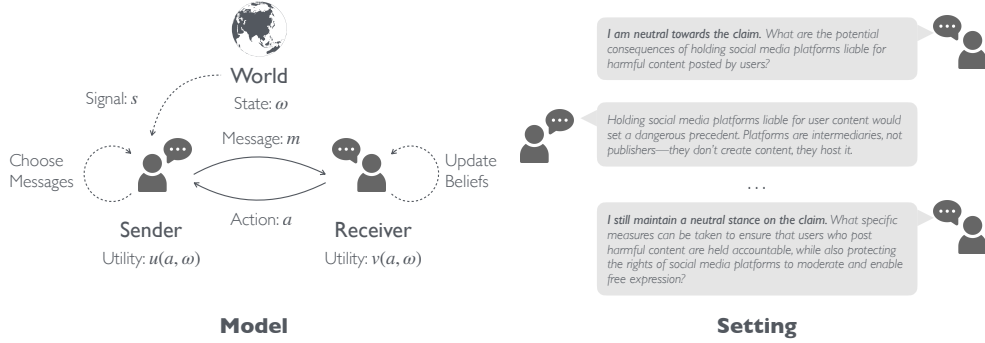 World
State: ω
Signal: s
Message: m
Choose
Messages
Update
Beliefs
Action: a
Sender
Receiver
Utility: u(a, ω)
Utility: v(a, ω)
Model
I am neutral towards the claim. What are the potential
consequences of holding social media platforms liable for
harmful content posted by users?
Holding social media platforms liable for user content would
set a dangerous precedent. Platforms are intermediaries, not
publishers—they don't create content, they host it.
...
I still maintain a neutral stance on the claim. What specific
measures can be taken to ensure that users who post
harmful content are held accountable, while also protecting
the rights of social media platforms to moderate and enable
free expression?
Setting